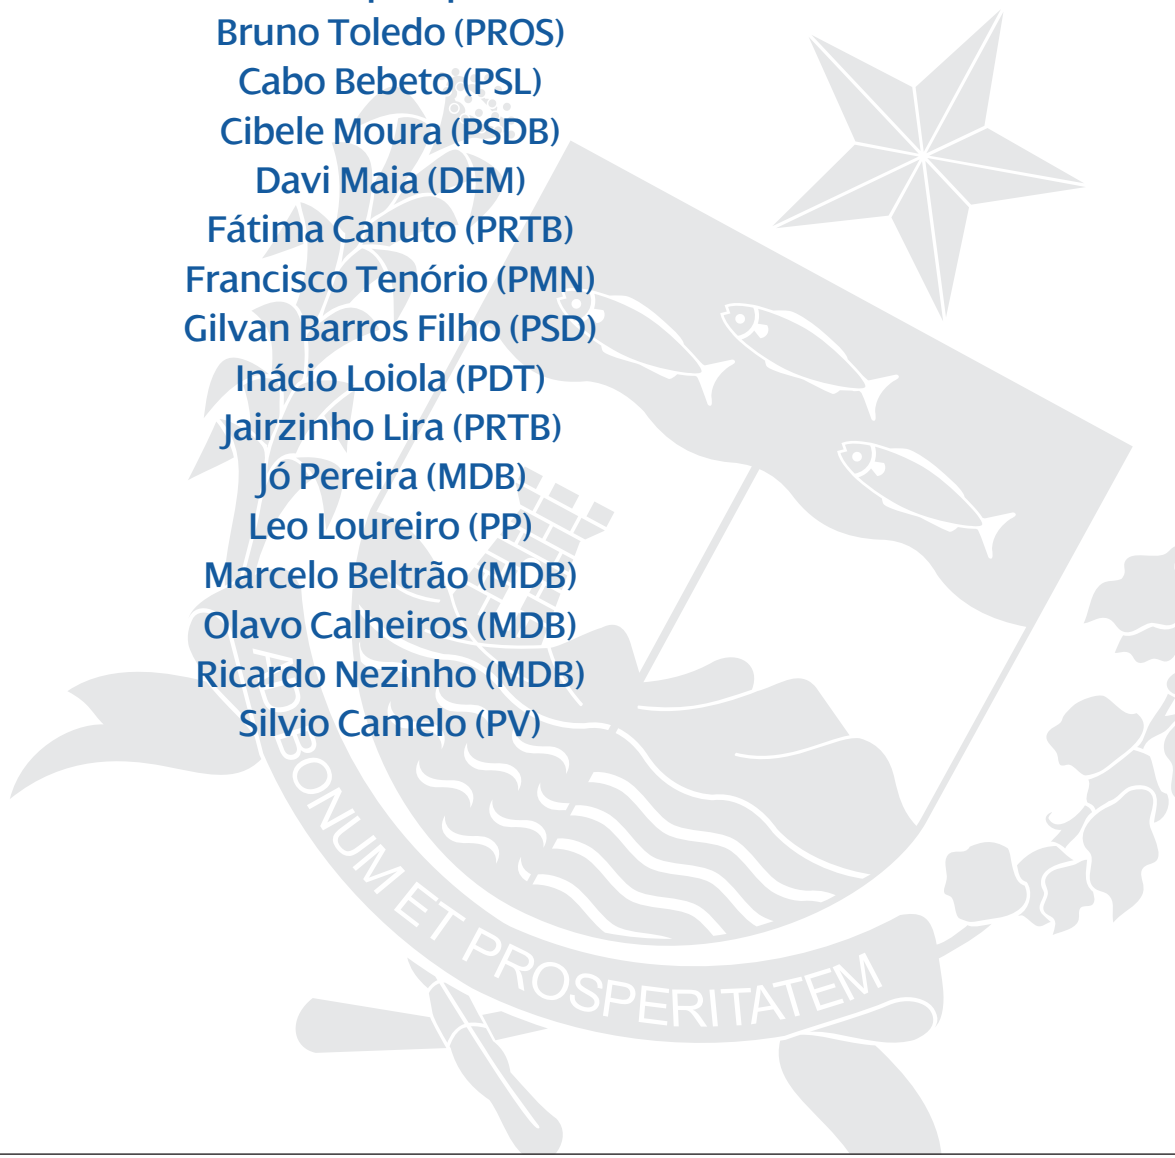 Bruno Toledo (PROS)
Cabo Bebeto (PSL)
Cibele Moura (PSDB)
Davi Maia (DEM)
Fátima Canuto (PRTB)
Francisco Tenório (PMN)
Gilvan Barros Filho (PSD)
Inácio Loiola (PDT)
Jairzinho Lira (PRTB)
Jó Pereira (MDB)
Leo Loureiro (PP)
Marcelo Beltrão (MDB)
Olavo Calheiros (MDB)
Ricardo Nezinho (MDB)
Silvio Camelo (PV)
AD BONUM ET PROSPERITATEM